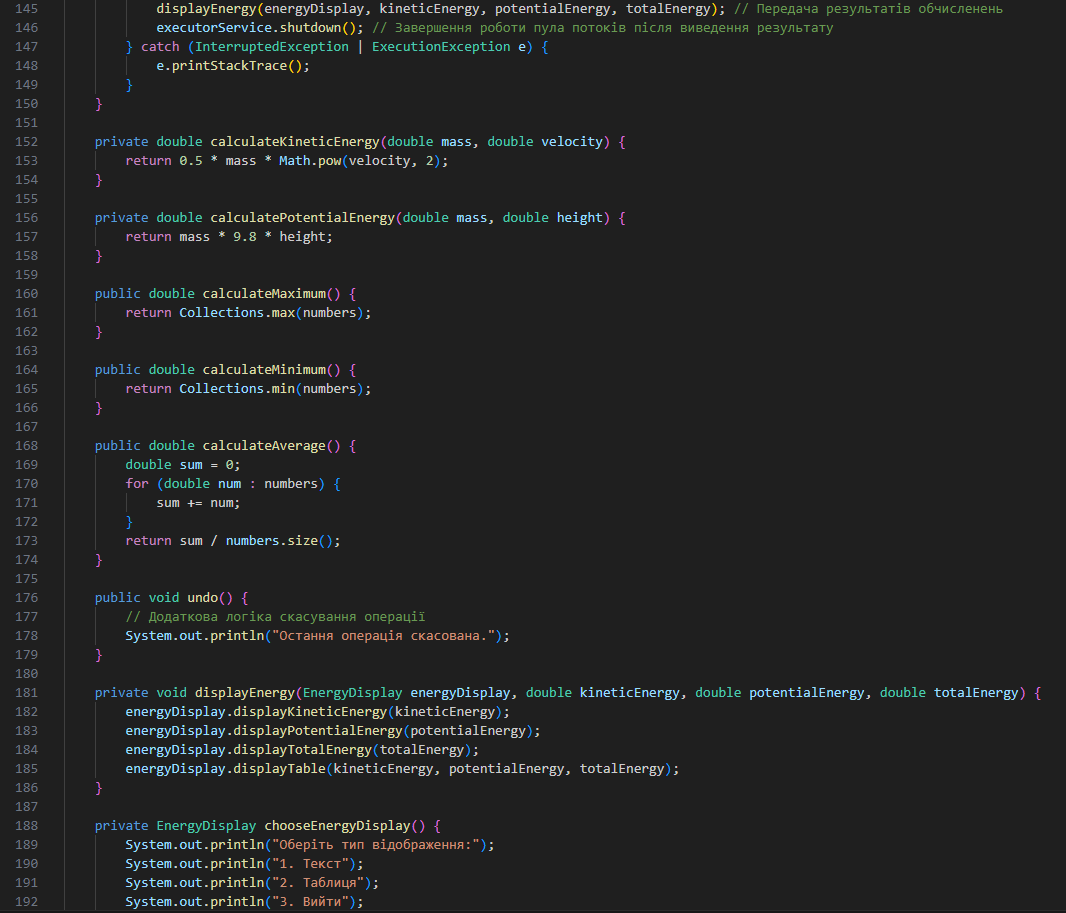 145 displayEnergy(energyDisplay, kineticEnergy, potentialEnergy, totalEnergy); // Передача результатів обчисленень
146 executorService.shutdown(); // Завершення роботи пула потоків після виведення результату
147 } catch (InterruptedException | ExecutionException e) {
148 e.printStackTrace();
149 }
150 }
151
152 private double calculateKineticEnergy(double mass, double velocity) {
153 return 0.5 * mass * Math.pow(velocity, 2);
154 }
155
156 private double calculatePotentialEnergy(double mass, double height) {
157 return mass * 9.8 * height;
158 }
159
160 public double calculateMaximum() {
161 return Collections.max(numbers);
162 }
163
164 public double calculateMinimum() {
165 return Collections.min(numbers);
166 }
167
168 public double calculateAverage() {
169 double sum = 0;
170 for (double num : numbers) {
171 sum += num;
172 }
173 return sum / numbers.size();
174 }
175
176 public void undo() {
177 // Додаткова логіка скасування операції
178 System.out.println("Остання операція скасована.");
179 }
180
181 private void displayEnergy(EnergyDisplay energyDisplay, double kineticEnergy, double potentialEnergy, double totalEnergy) {
182 energyDisplay.displayKineticEnergy(kineticEnergy);
183 energyDisplay.displayPotentialEnergy(potentialEnergy);
184 energyDisplay.displayTotalEnergy(totalEnergy);
185 energyDisplay.displayTable(kineticEnergy, potentialEnergy, totalEnergy);
186 }
187
188 private EnergyDisplay chooseEnergyDisplay() {
189 System.out.println("Оберіть тип відображення:");
190 System.out.println("1. Текст");
191 System.out.println("2. Таблиця");
192 System.out.println("3. Вийти");